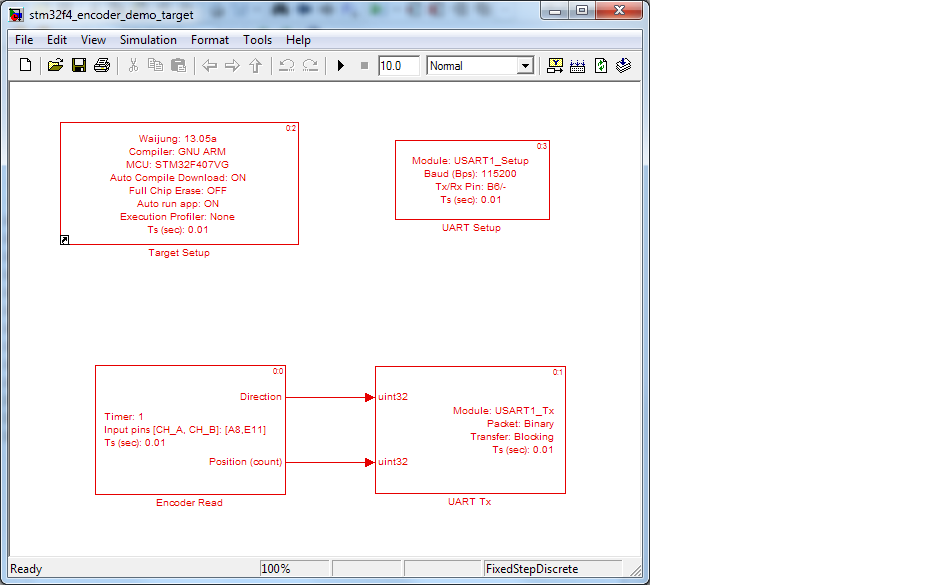 stm32f4_encoder_demo_target
File Edit View Simulation Format Tools Help
10.0 Normal
0:2
Waijung: 13.05a
Compiler: GNU ARM
MCU: STM32F407VG
Auto Compile Download: ON
Full Chip Erase: OFF
Auto run app: ON
Execution Profiler: None
Ts (sec): 0.01
Target Setup
0:3
Module: USART1_Setup
Baud (Bps): 115200
Tx/Rx Pin: B6/-
Ts (sec): 0.01
UART Setup
0:0
Direction
Timer: 1
Input pins [CH_A, CH_B]: [A8,E11]
Ts (sec): 0.01
Position (count)
Encoder Read
0:1
uint32
Module: USART1_Tx
Packet: Binary
Transfer: Blocking
Ts (sec): 0.01
uint32
UART Tx
Ready 100% FixedStepDiscrete